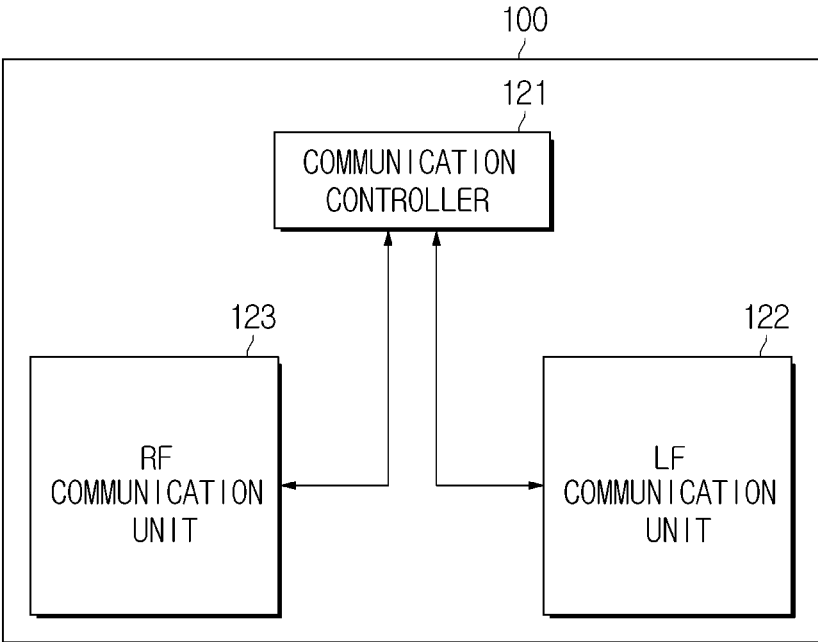 100
121
COMMUNICATION
CONTROLLER
123
RF
COMMUNICATION
UNIT
122
LF
COMMUNICATION
UNIT